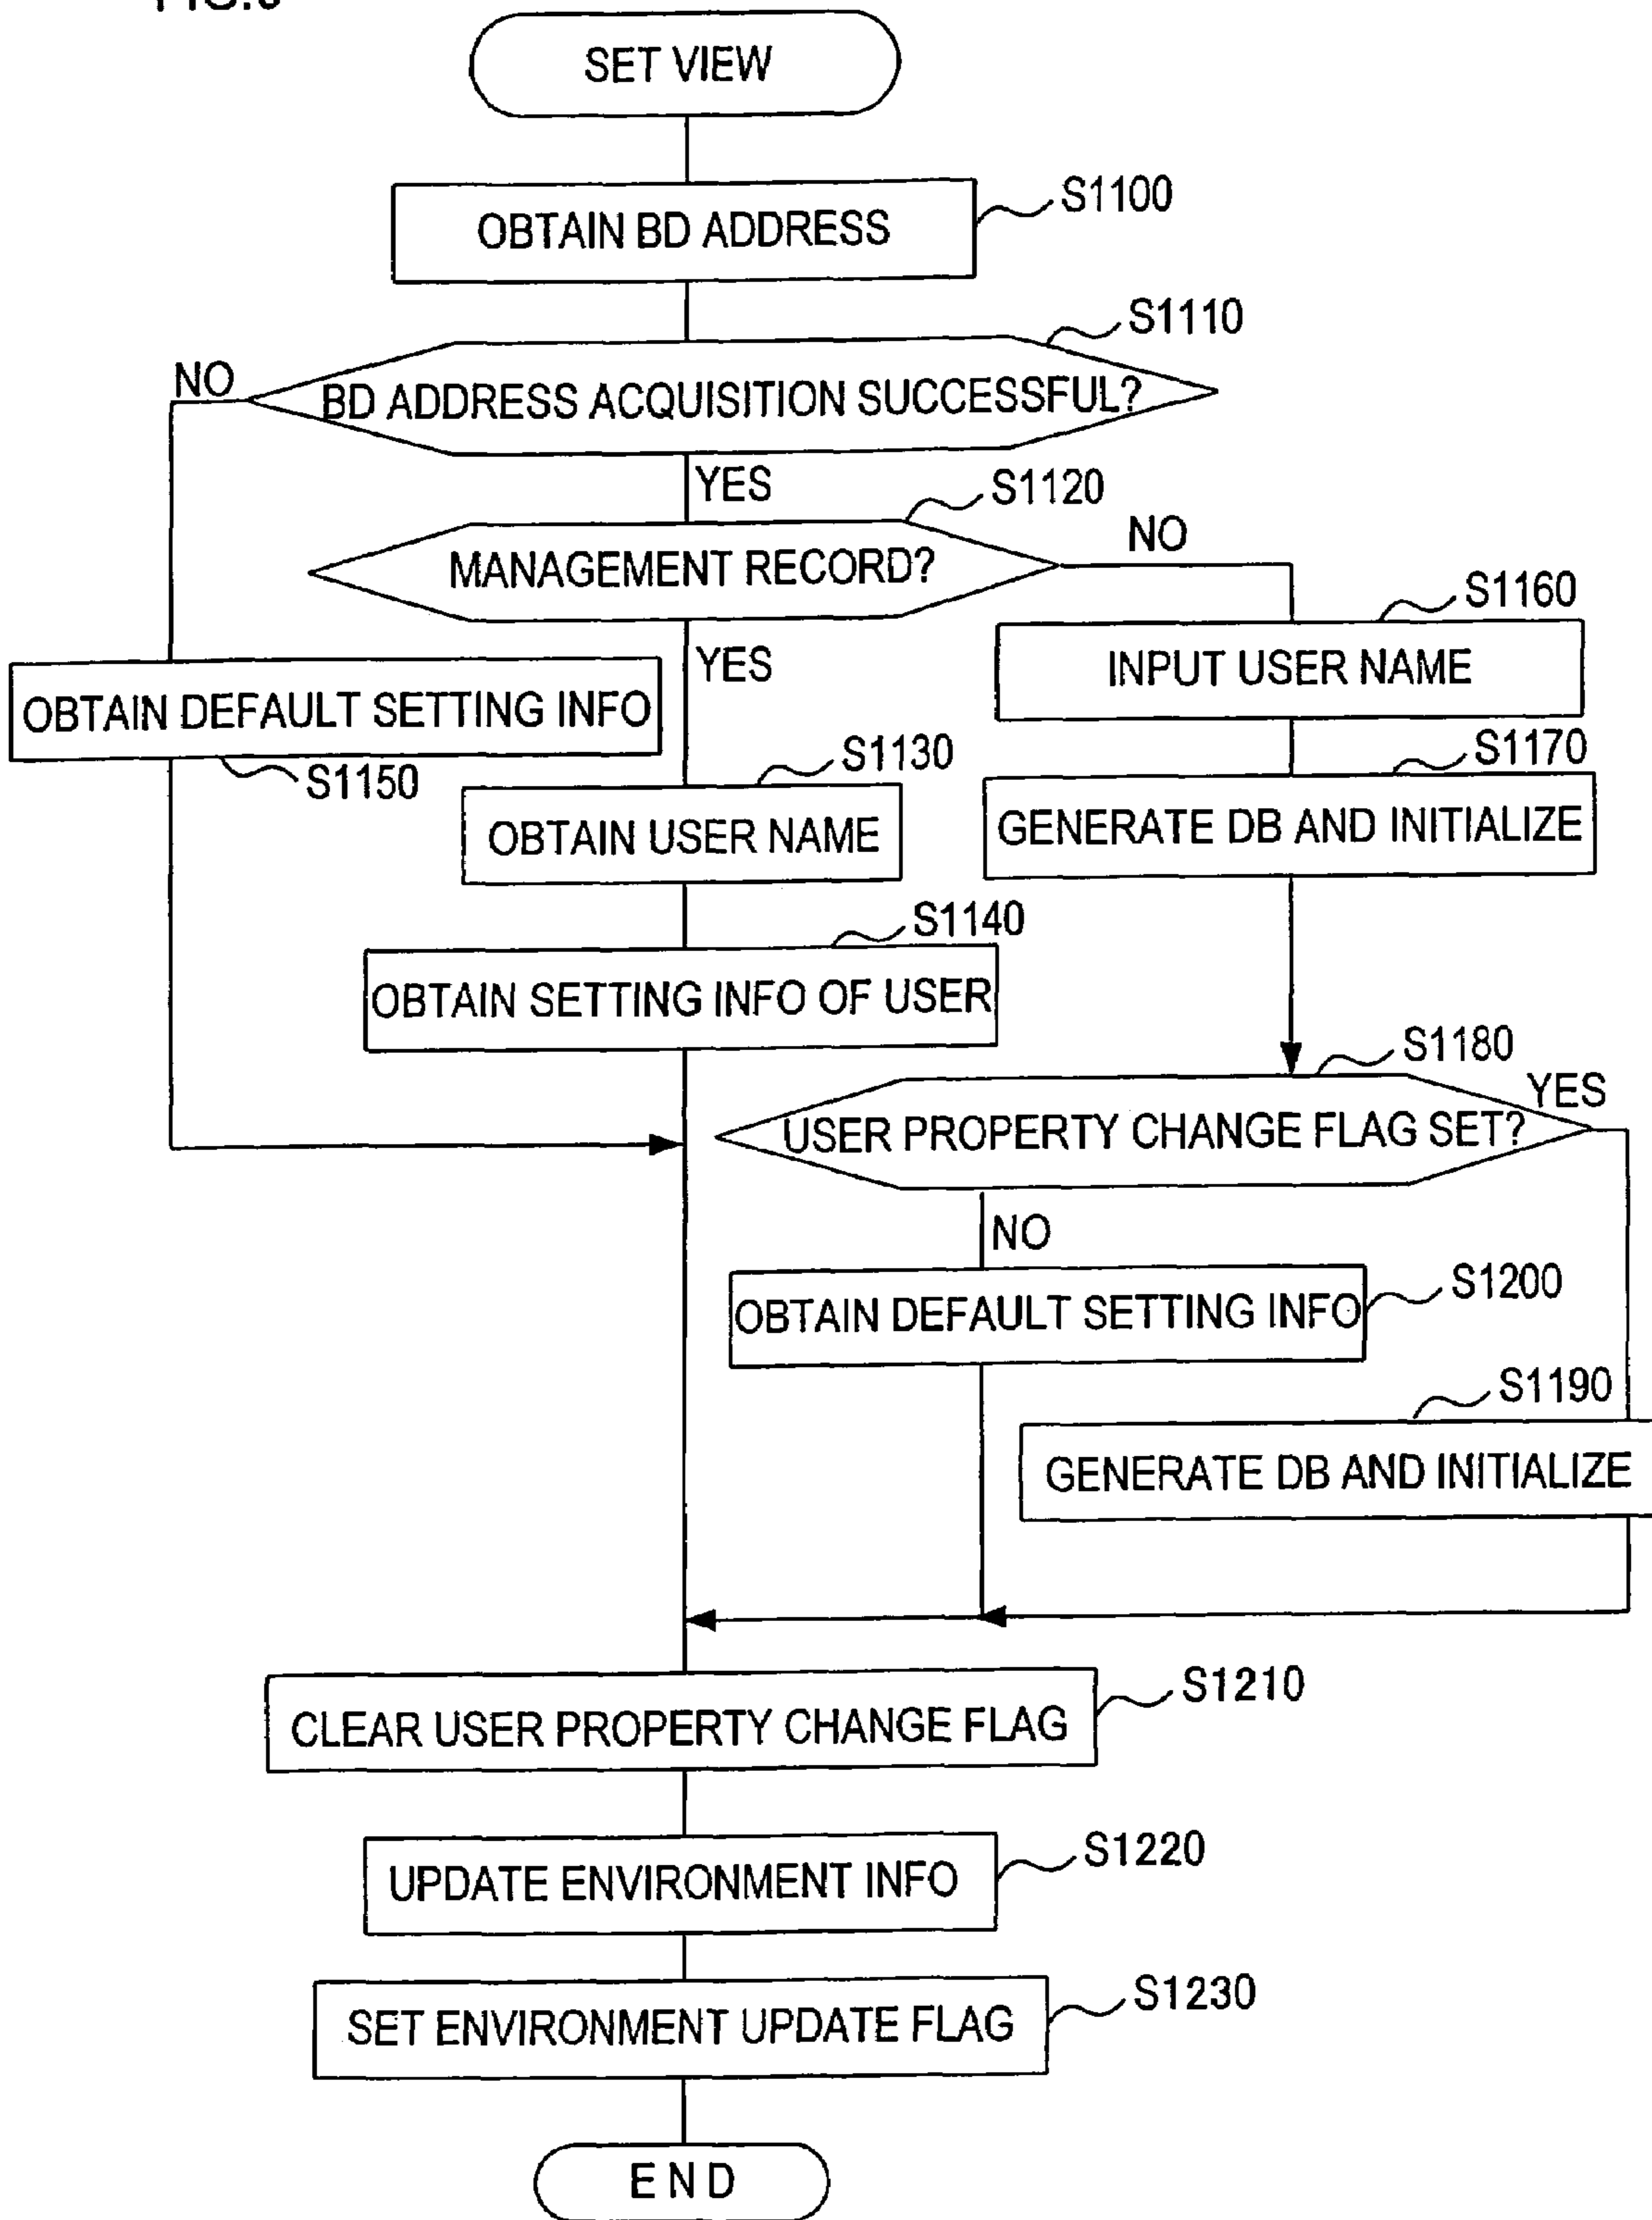 SET VIEW
S1100
OBTAIN BD ADDRESS
S1110
NO
BD ADDRESS ACQUISITION SUCCESSFUL?
YES
S1120
NO
MANAGEMENT RECORD?
YES
S1160
INPUT USER NAME
OBTAIN DEFAULT SETTING INFO
S1150
S1130
OBTAIN USER NAME
S1170
GENERATE DB AND INITIALIZE
S1140
OBTAIN SETTING INFO OF USER
S1180
YES
USER PROPERTY CHANGE FLAG SET?
NO
S1200
OBTAIN DEFAULT SETTING INFO
S1190
GENERATE DB AND INITIALIZE
S1210
CLEAR USER PROPERTY CHANGE FLAG
S1220
UPDATE ENVIRONMENT INFO
S1230
SET ENVIRONMENT UPDATE FLAG
END